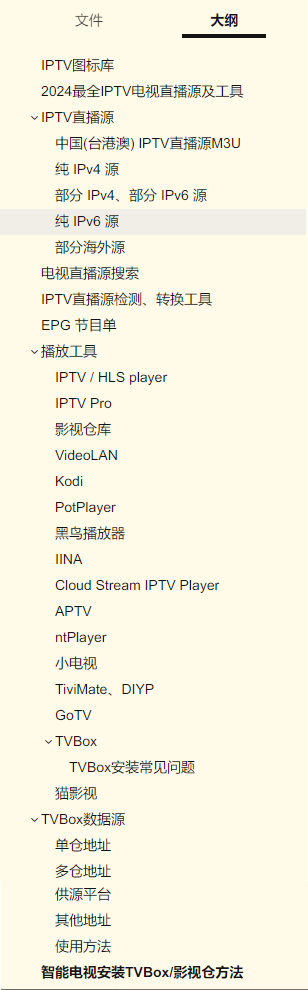 文件
大纲
IPTV图标库
2024最全IPTV电视直播源及工具
IPTV直播源
中国(台港澳) IPTV直播源M3U
纯 IPv4 源
部分 IPv4、部分 IPv6 源
纯 IPv6 源
部分海外源
电视直播源搜索
IPTV直播源检测、转换工具
EPG 节目单
播放工具
IPTV / HLS player
IPTV Pro
影视仓库
VideoLAN
Kodi
PotPlayer
黑鸟播放器
IINA
Cloud Stream IPTV Player
APTV
ntPlayer
小电视
TiviMate、DIYP
GoTV
TVBox
TVBox安装常见问题
猫影视
TVBox数据源
单仓地址
多仓地址
供源平台
其他地址
使用方法
智能电视安装TVBox/影视仓方法